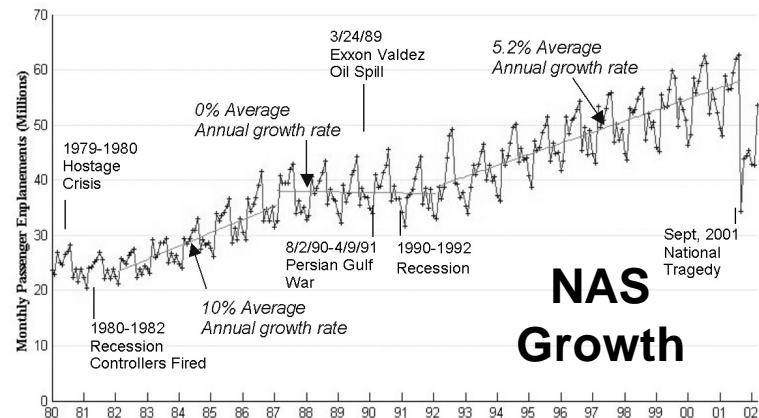 70
60
50
40
30
20
10
0
Monthly Passenger Enplanements (Millions)
3/24/89
Exxon Valdez
Oil Spill
5.2% Average
Annual growth rate
0% Average
Annual growth rate
1979-1980
Hostage
Crisis
8/2/90-4/9/91
Persian Gulf
War
1990-1992
Recession
Sept, 2001
National
Tragedy
10% Average
Annual growth rate
1980-1982
Recession
Controllers Fired
NAS
Growth
80 81 82 83 84 85 86 87 88 89 90 91 92 93 94 95 96 97 98 99 00 01 02